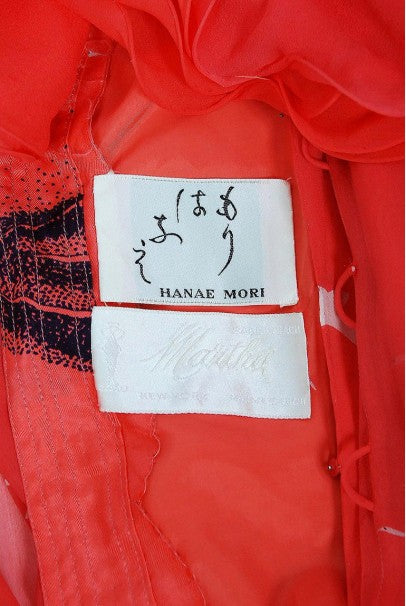 もり
はなえ
HANAE MORI
Martha
NEW YORK